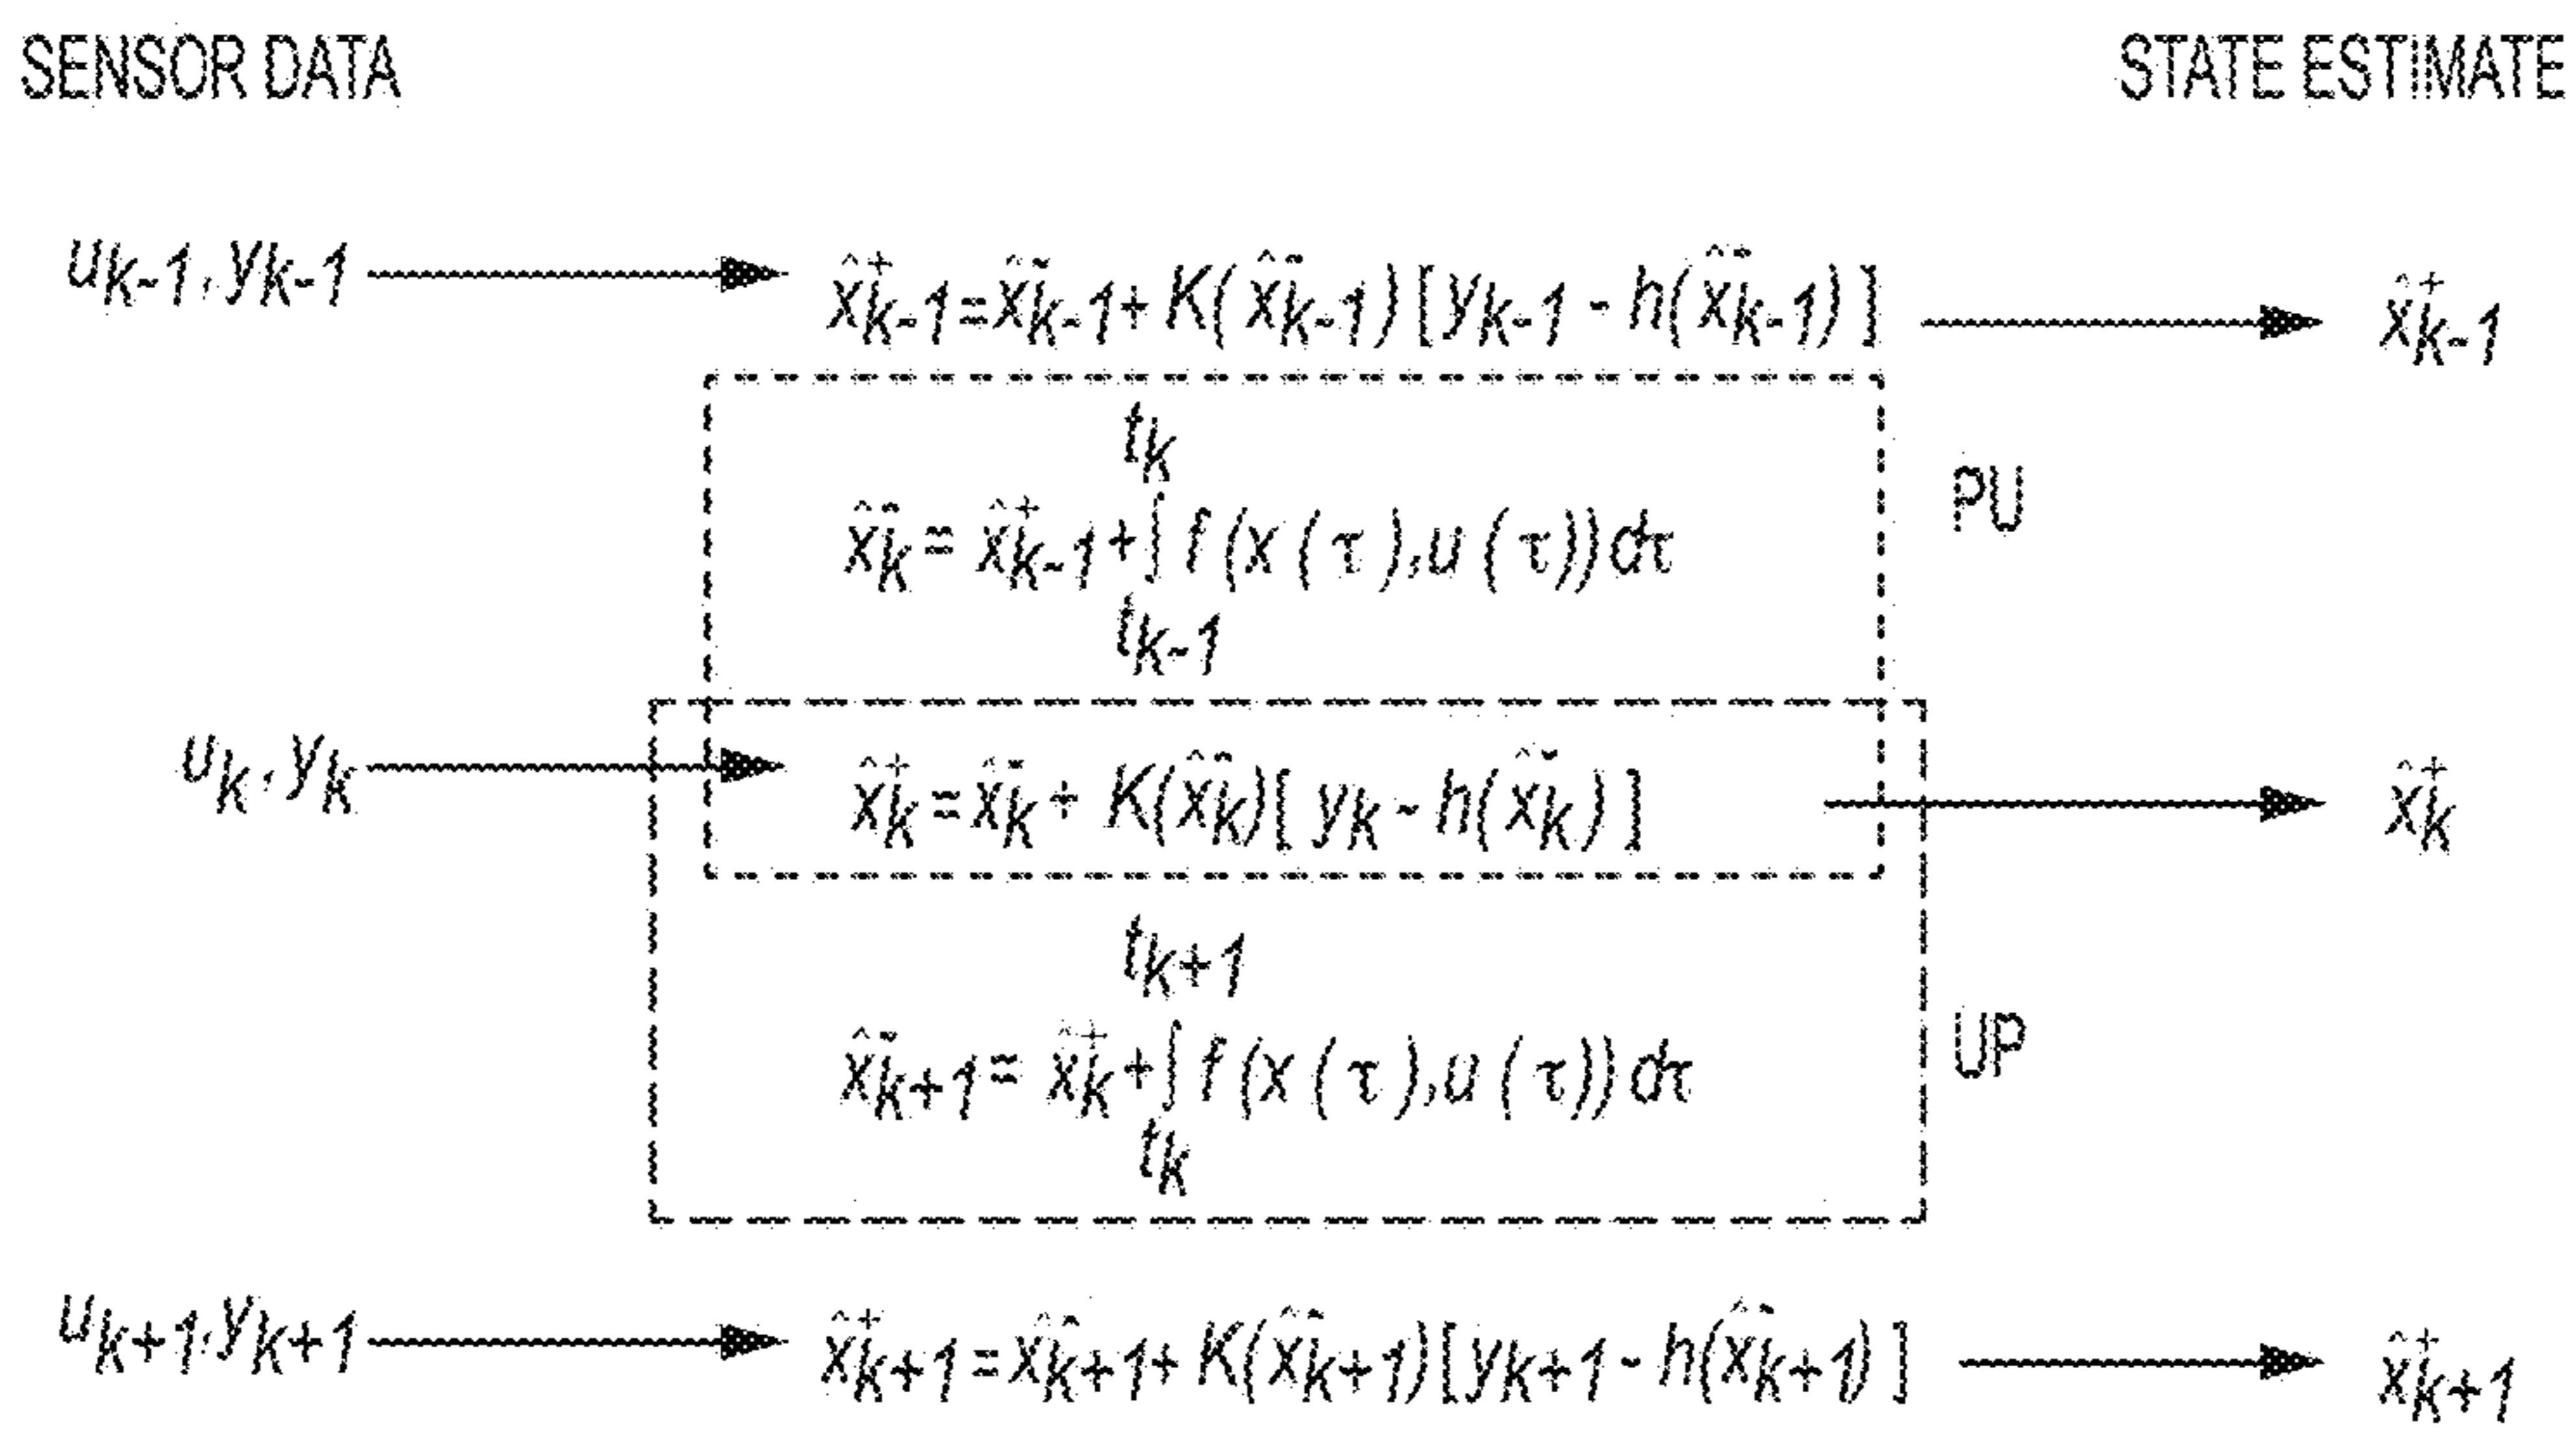 SENSOR DATA STATE ESTIMATE
u_{k-1}, y_{k-1} x̂⁺_{k-1} = x̂⁻_{k-1} + K(x̂⁻_{k-1}) [y_{k-1} - h(x̂⁻_{k-1})] x̂⁺_{k-1}
t_k
x̂⁻_k = x̂⁺_{k-1} + ∫ f(x(τ), u(τ)) dτ PU
t_{k-1}
u_k, y_k x̂⁺_k = x̂⁻_k + K(x̂⁻_k) [y_k - h(x̂⁻_k)] x̂⁺_k
t_{k+1}
x̂⁻_{k+1} = x̂⁺_k + ∫ f(x(τ), u(τ)) dτ UP
t_k
u_{k+1}, y_{k+1} x̂⁺_{k+1} = x̂⁻_{k+1} + K(x̂⁻_{k+1}) [y_{k+1} - h(x̂⁻_{k+1})] x̂⁺_{k+1}